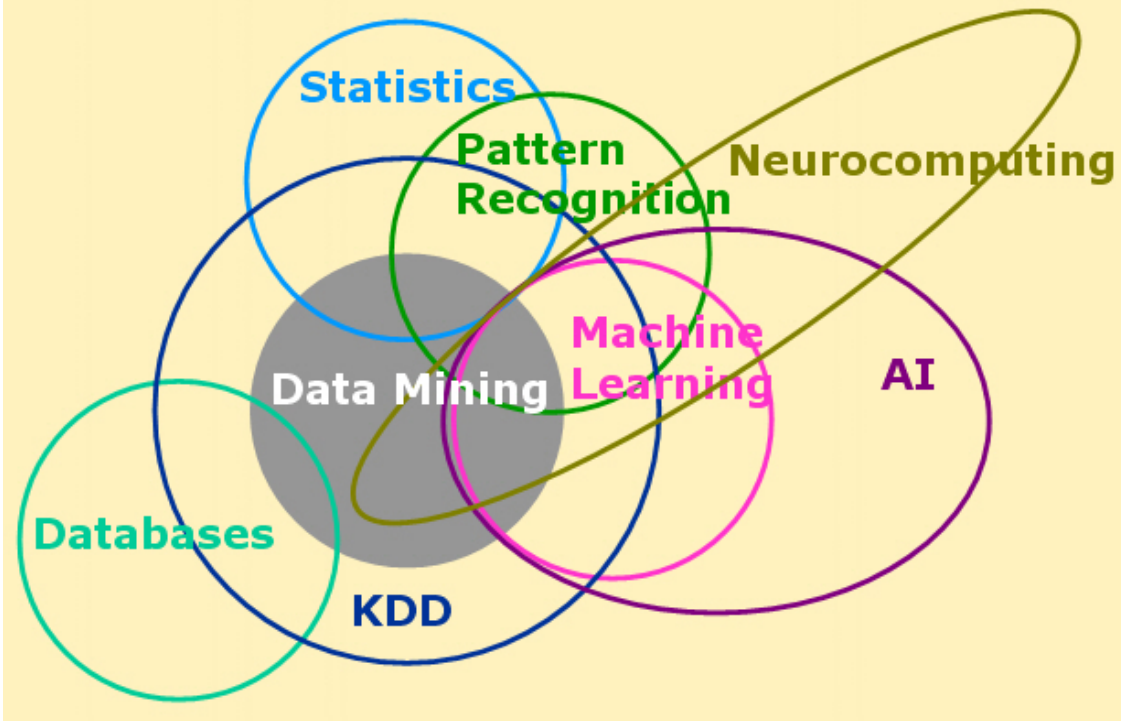 Statistics
Pattern
Recognition
Neurocomputing
Machine
Learning
AI
Data Mining
Databases
KDD